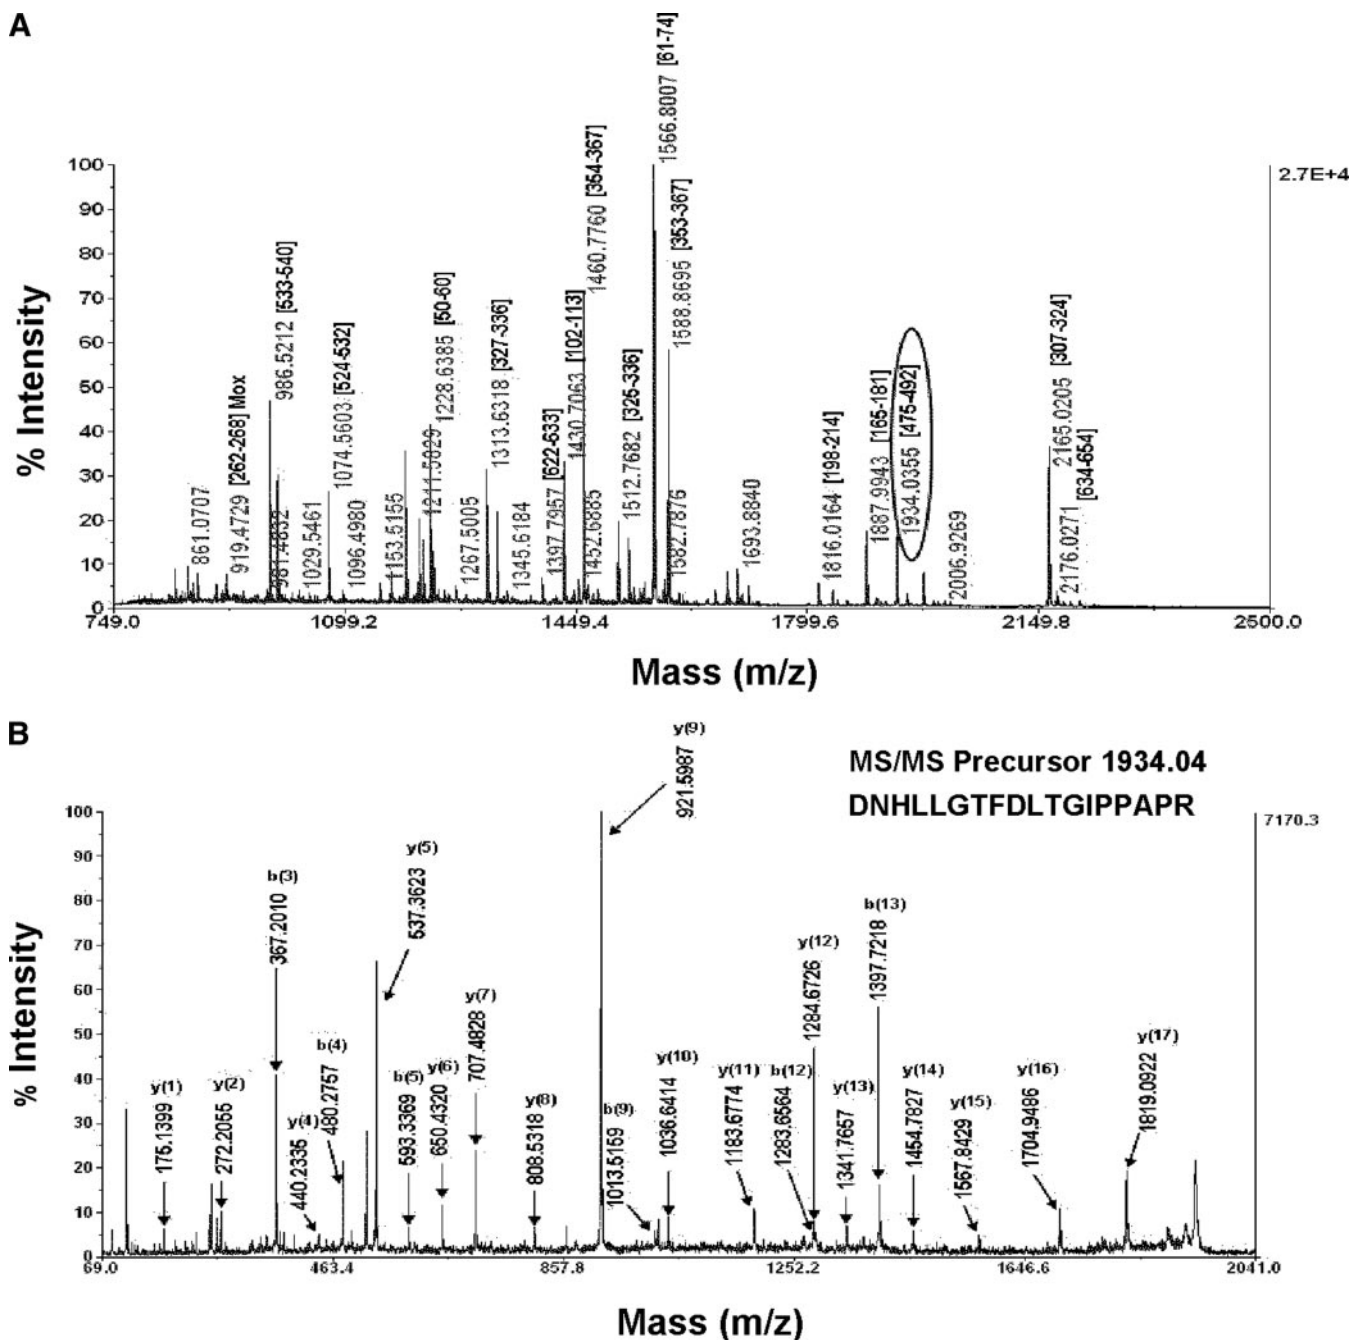 A
% Intensity
100
90
80
70
60
50
40
30
20
10
0
861.0707
919.4729 [262-268] Mox
986.5212 [533-540]
981.4832
1029.5461
1074.5603 [524-532]
1096.4980
1153.5155
1211.5829
1228.6385 [50-60]
1267.5005
1313.6318 [327-336]
1345.6184
1397.7957 [622-633]
1430.7063 [102-113]
1452.6885
1460.7760 [354-367]
1512.7682 [326-336]
1566.8007 [61-74]
1582.7876
1588.8695 [353-367]
1693.8840
1816.0164 [198-214]
1887.9943 [165-181]
1934.0355 [475-492]
2006.9269
2165.0205 [307-324]
2176.0271 [634-654]
2.7E+4
749.0 1099.2 1449.4 1799.6 2149.8 2500.0
Mass (m/z)
B
MS/MS Precursor 1934.04
DNHLLGTFDLTGIPPAPR
% Intensity
100
90
80
70
60
50
40
30
20
10
0
y(1) 175.1399
y(2) 272.2055
b(3) 367.2010
y(4) 440.2335
b(4) 480.2757
y(5) 537.3623
b(5) 593.3369
y(6) 650.4320
y(7) 707.4828
y(8) 808.5318
y(9) 921.5987
b(9) 1013.5159
y(10) 1036.6414
y(11) 1183.6774
b(12) 1283.6564
y(12) 1284.6726
y(13) 1341.7657
b(13) 1397.7218
y(14) 1454.7827
y(15) 1567.8429
y(16) 1704.9486
y(17) 1819.0922
7170.3
69.0 463.4 857.8 1252.2 1646.6 2041.0
Mass (m/z)